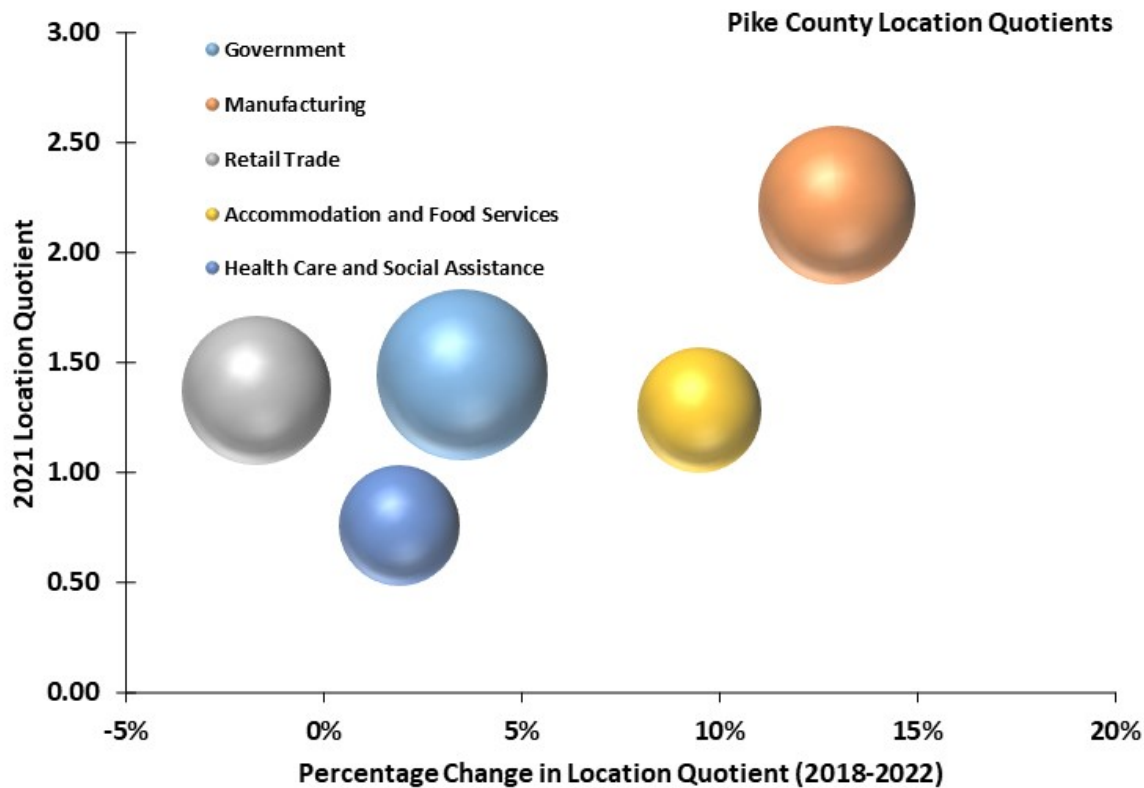 Pike County Location Quotients
3.00
2.50
2.00
1.50
1.00
0.50
0.00
2021 Location Quotient
Government
Manufacturing
Retail Trade
Accommodation and Food Services
Health Care and Social Assistance
-5% 0% 5% 10% 15% 20%
Percentage Change in Location Quotient (2018-2022)